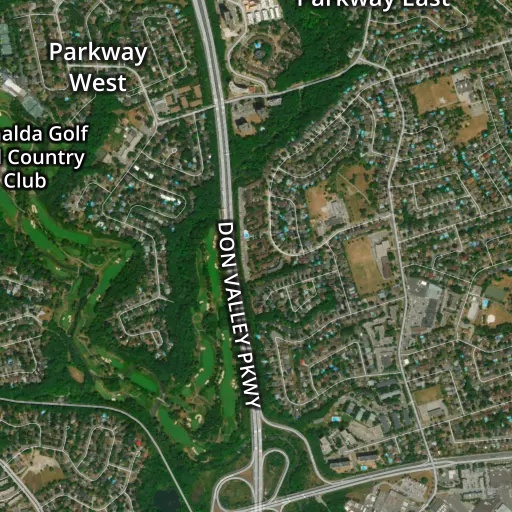 Parkway East
Parkway
West
alda Golf
Country
Club
DON VALLEY PKWY